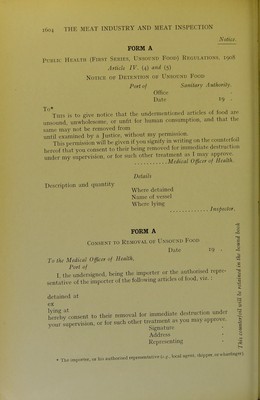 1604 THE MEAT INDUSTRY AND MEAT INSPECTION
Notice.
FORM A
PUBLIC HEALTH (FIRST SERIES, UNSOUND FOOD) REGULATIONS, 1908
Article IV. (4) and (5)
NOTICE OF DETENTION OF UNSOUND FOOD
Port of Sanitary Authority.
Office
Date 19 .
To*
This is to give notice that the undermentioned articles of food are
unsound, unwholesome, or unfit for human consumption, and that the
same may not be removed from
until examined by a Justice, without my permission.
This permission will be given if you signify in writing on the counterfoil
hereof that you consent to their being removed for immediate destruction
under my supervision, or for such other treatment as I may approve.
............Medical Officer of Health.
Details
Description and quantity
Where detained
Name of vessel
Where lying
............. Inspector.
FORM A
CONSENT TO REMOVAL OF UNSOUND FOOD
Date 19 .
To the Medical Officer of Health,
Port of
I, the undersigned, being the importer or the authorised repre-
sentative of the importer of the following articles of food, viz. :
detained at
ex
lying at
hereby consent to their removal for immediate destruction under
your supervision, or for such other treatment as you may approve.
Signature
Address
Representing
This counterfoil will be returned to the
* The importer, or his authorised representative (e.g., local agent, shipper, or wharfinger).